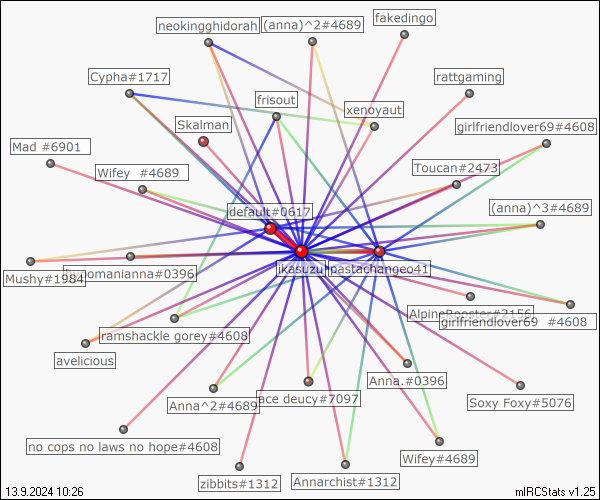 neokingghidorah
(anna)^2#4689
fakedingo
Cypha#1717
rattgaming
frisout
xenoyaut
Skalman
girlfriendlover69#4608
Mad #6901
Wifey #4689
Toucan#2473
(anna)^3#4689
default#0617
jkasuzu
pastachangeo41
Mushy#1984
nomanianna#0396
AlpineRooster#2156
girlfriendlover69 #4608
ramshackle gorey#4608
avelicious
Anna.#0396
Anna^2#4689
ace deucy#7097
Soxy Foxy#5076
no cops no laws no hope#4608
Wifey#4689
zibbits#1312
Annarchist#1312
13.9.2024 10:26
mIRCStats v1.25